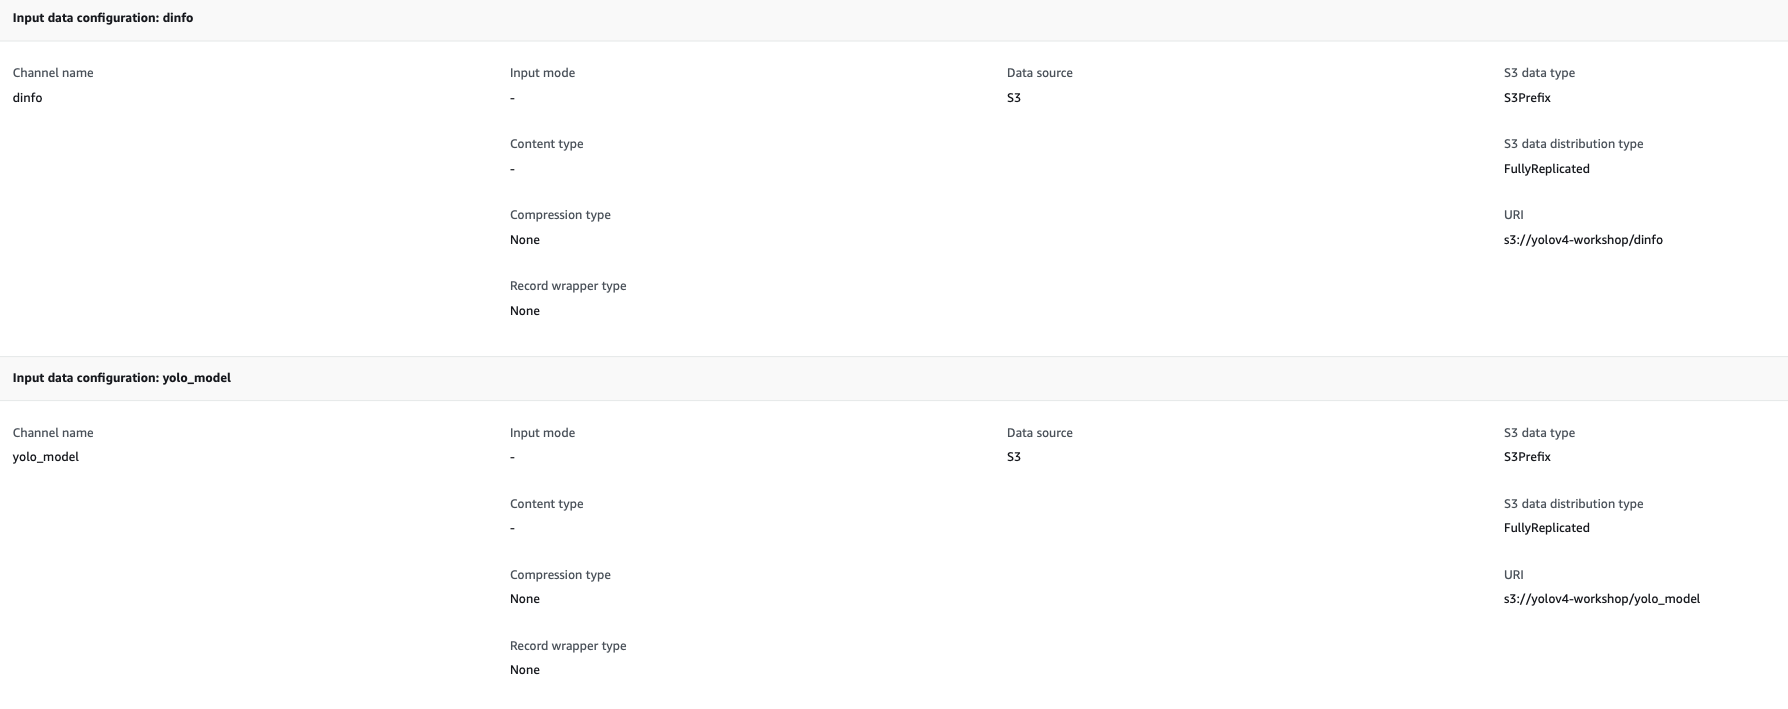 Input data configuration: dinfo
Channel name
dinfo
Input mode
-
Content type
-
Compression type
None
Record wrapper type
None
Data source
S3
S3 data type
S3Prefix
S3 data distribution type
FullyReplicated
URI
s3://yolov4-workshop/dinfo
Input data configuration: yolo_model
Channel name
yolo_model
Input mode
-
Content type
-
Compression type
None
Record wrapper type
None
Data source
S3
S3 data type
S3Prefix
S3 data distribution type
FullyReplicated
URI
s3://yolov4-workshop/yolo_model